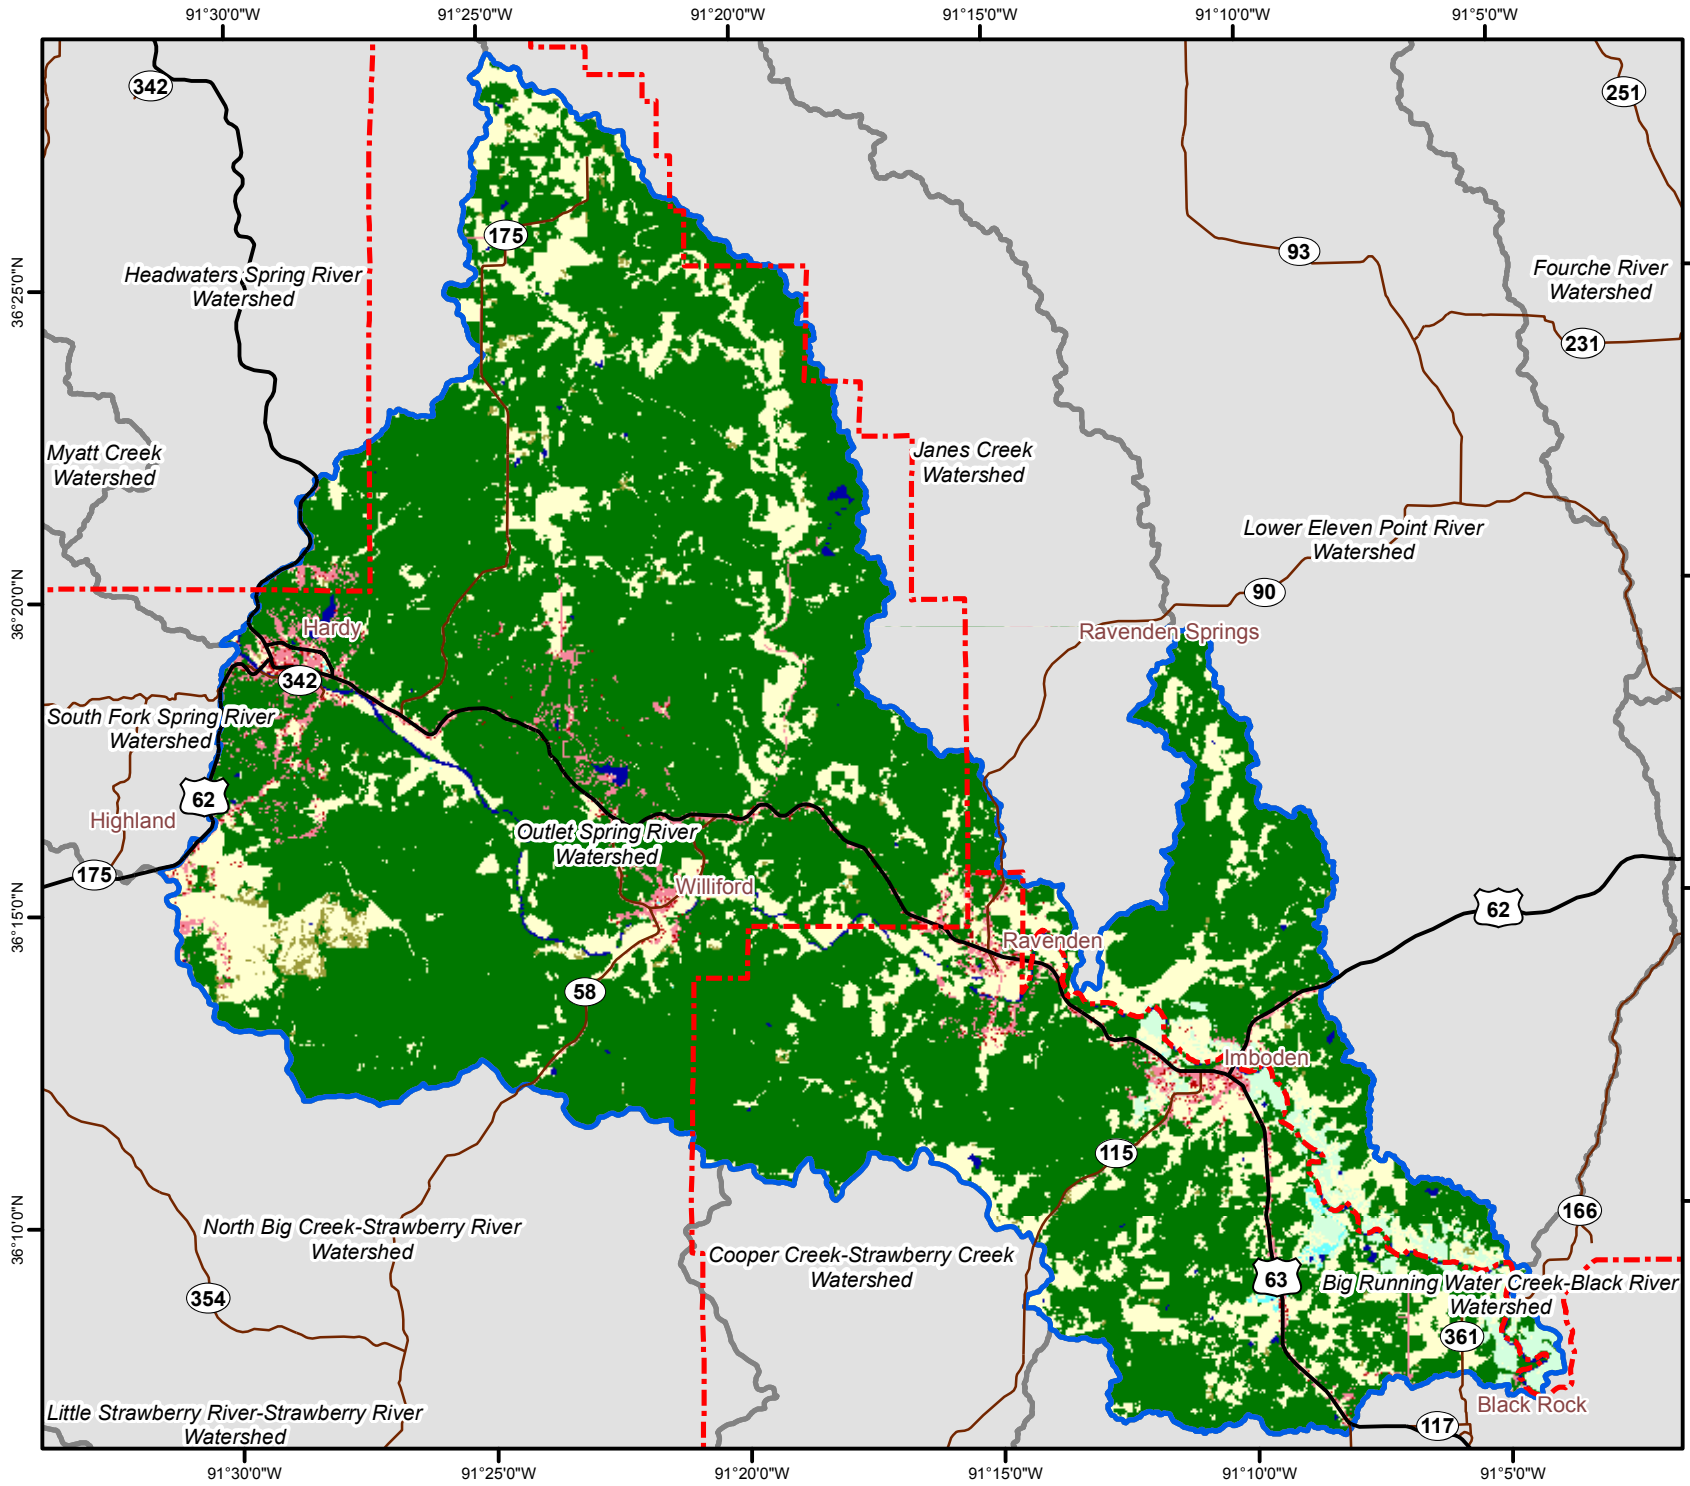 91°30'0"W
91°25'0"W
91°20'0"W
91°15'0"W
91°10'0"W
91°5'0"W
342
251
175
93
Headwaters Spring River
Watershed
Fourche River
Watershed
36°25'0"N
231
Myatt Creek
Watershed
Janes Creek
Watershed
Lower Eleven Point River
Watershed
36°20'0"N
90
Hardy
Ravenden Springs
342
South Fork Spring River
Watershed
62
Highland
Outlet Spring River
Watershed
175
Williford
62
36°15'0"N
Ravenden
58
Imboden
115
36°10'0"N
166
North Big Creek-Strawberry River
Watershed
Cooper Creek-Strawberry Creek
Watershed
63
Big Running Water Creek-Black River
Watershed
354
361
Black Rock
Little Strawberry River-Strawberry River
Watershed
117
91°30'0"W
91°25'0"W
91°20'0"W
91°15'0"W
91°10'0"W
91°5'0"W